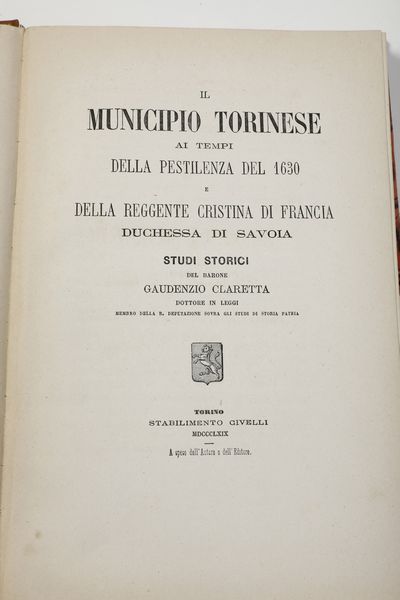 IL
MUNICIPIO TORINESE
AI TEMPI
DELLA PESTILENZA DEL 1630
E
DELLA REGGENTE CRISTINA DI FRANCIA
DUCHESSA DI SAVOIA
STUDI STORICI
DEL BARONE
GAUDENZIO CLARETTA
DOTTORE IN LEGGI
MEMBRO DELLA R. DEPUTAZIONE SOVRA GLI STUDI DI STORIA PATRIA
TORINO
STABILIMENTO CIVELLI
MDCCCLXIX
A spese dell'Autore e dell'Editore.